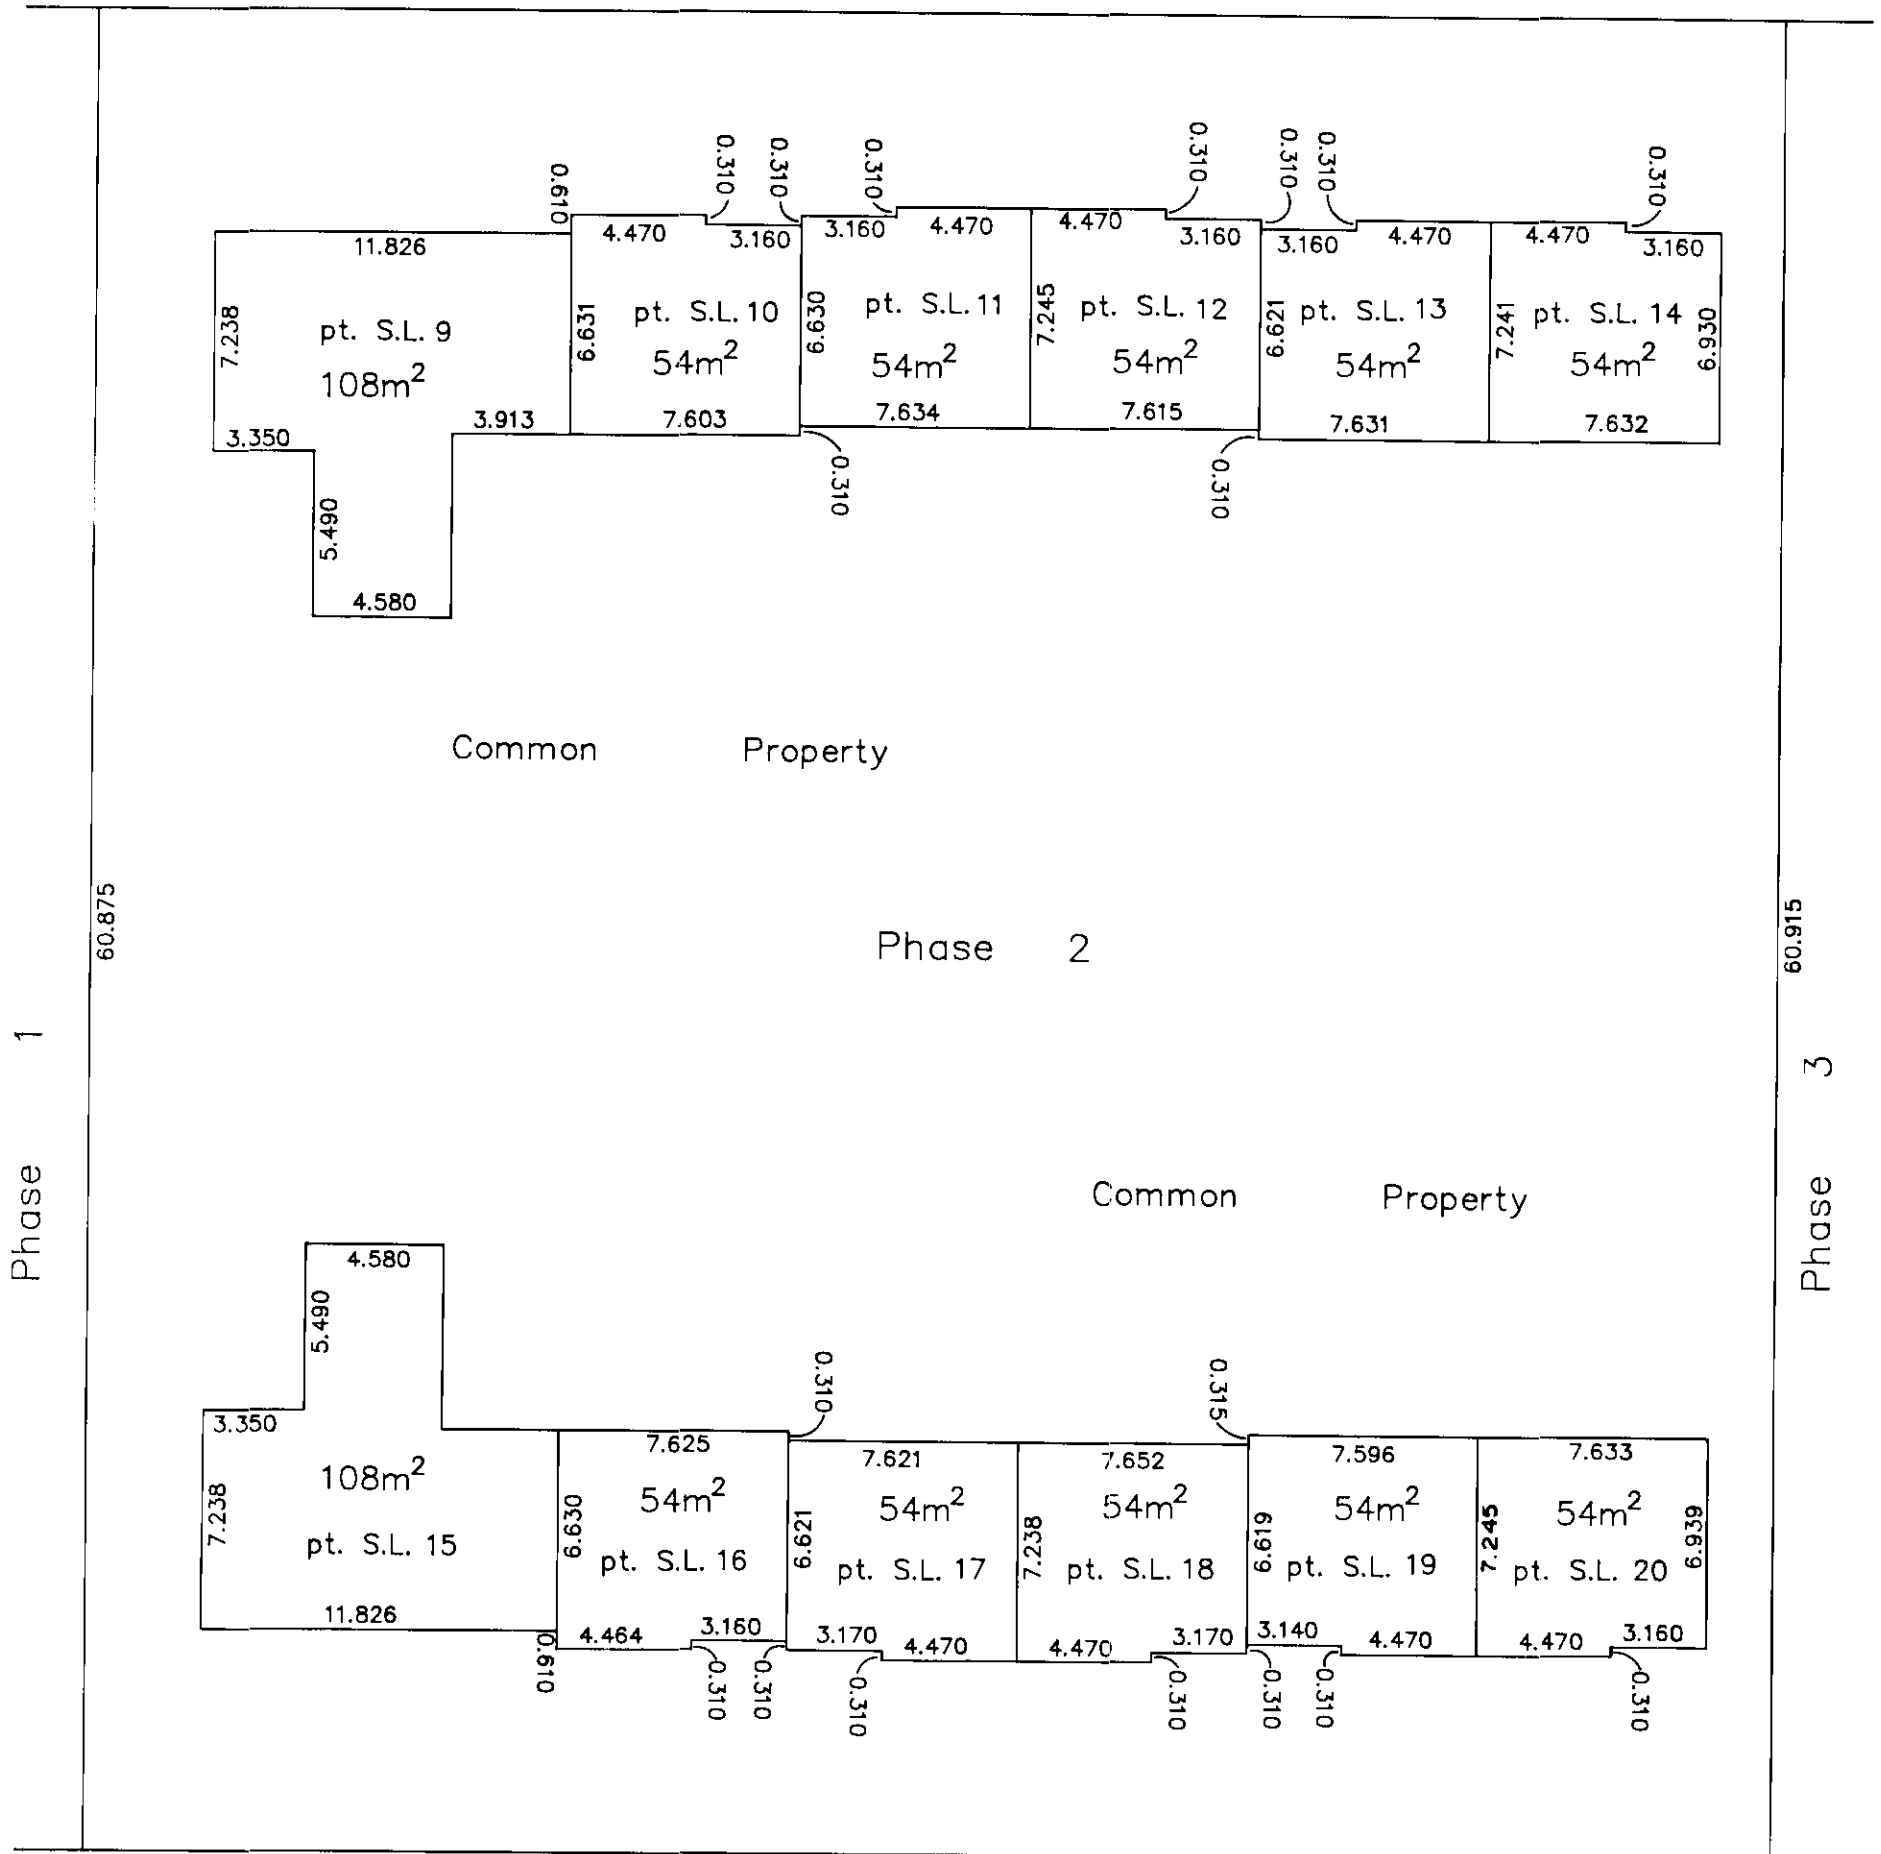 0.610
0.310
0.310
0.310
0.310
0.310
0.310
0.310
11.826
4.470
3.160
3.160
4.470
4.470
3.160
3.160
4.470
4.470
3.160
7.238
pt. S.L. 9
108m²
6.631
pt. S.L. 10
54m²
6.630
pt. S.L. 11
54m²
7.245
pt. S.L. 12
54m²
6.621
pt. S.L. 13
54m²
7.241
pt. S.L. 14
54m²
6.930
3.350
3.913
7.603
7.634
7.615
7.631
7.632
0.310
0.310
5.490
4.580
Common Property
60.875
Phase 2
60.915
Phase 1
Phase 3
Common Property
4.580
5.490
0.310
0.315
3.350
7.625
7.621
7.652
7.596
7.633
7.238
108m²
pt. S.L. 15
6.630
54m²
pt. S.L. 16
6.621
54m²
pt. S.L. 17
7.238
54m²
pt. S.L. 18
6.619
54m²
pt. S.L. 19
7.245
54m²
pt. S.L. 20
6.939
11.826
4.464
3.160
3.170
4.470
4.470
3.170
3.140
4.470
4.470
3.160
0.610
0.310
0.310
0.310
0.310
0.310
0.310
0.310